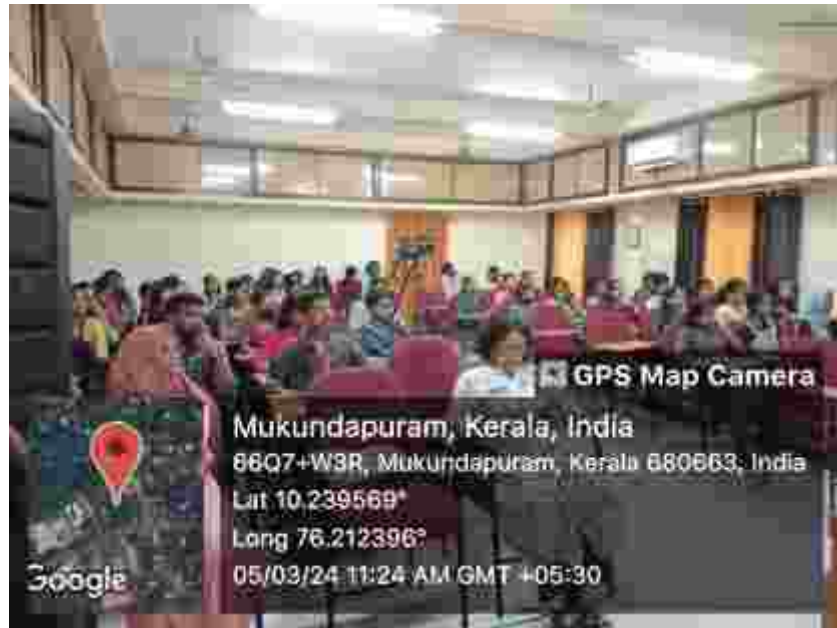 GPS Map Camera
Mukundapuram, Kerala, India
66Q7+W3R, Mukundapuram, Kerala 680663, India
Lat 10.239569°
Long 76.212396°
05/03/24 11:24 AM GMT +05:30
Google